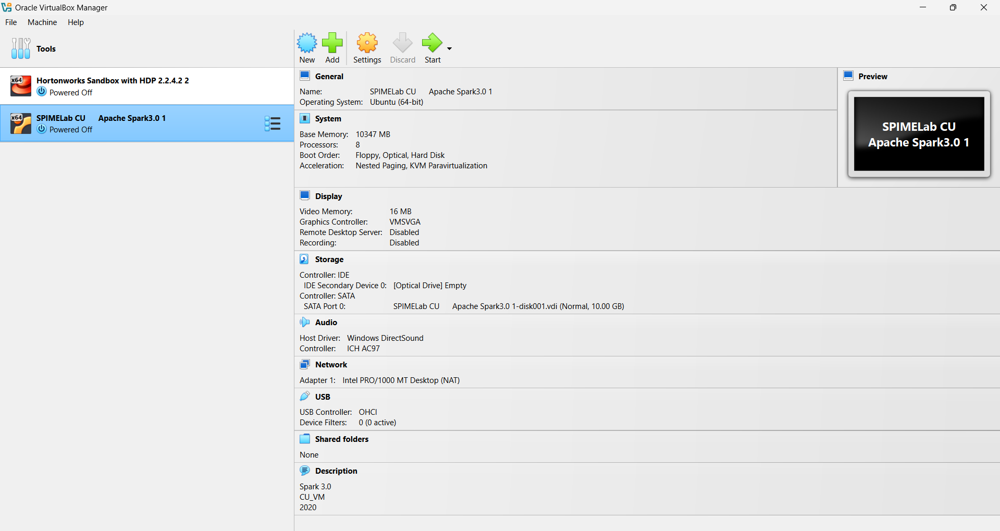 Oracle VirtualBox Manager
File Machine Help
Tools
New Add Settings Discard Start
x64
Hortonworks Sandbox with HDP 2.2.4.2 2
Powered Off
x64
SPIMELab CU Apache Spark3.0 1
Powered Off
General
Name: SPIMELab CU Apache Spark3.0 1
Operating System: Ubuntu (64-bit)
System
Base Memory: 10347 MB
Processors: 8
Boot Order: Floppy, Optical, Hard Disk
Acceleration: Nested Paging, KVM Paravirtualization
Preview
SPIMELab CU
Apache Spark3.0 1
Display
Video Memory: 16 MB
Graphics Controller: VMSVGA
Remote Desktop Server: Disabled
Recording: Disabled
Storage
Controller: IDE
IDE Secondary Device 0: [Optical Drive] Empty
Controller: SATA
SATA Port 0: SPIMELab CU Apache Spark3.0 1-disk001.vdi (Normal, 10.00 GB)
Audio
Host Driver: Windows DirectSound
Controller: ICH AC97
Network
Adapter 1: Intel PRO/1000 MT Desktop (NAT)
USB
USB Controller: OHCI
Device Filters: 0 (0 active)
Shared folders
None
Description
Spark 3.0
CU_VM
2020